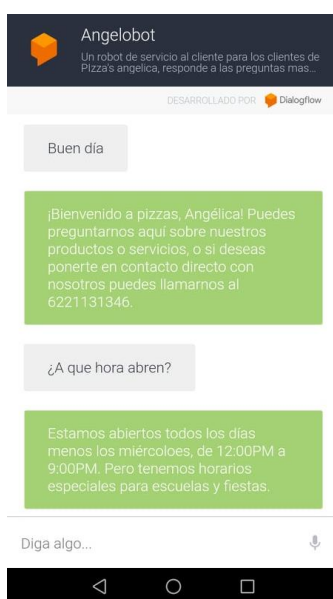 Angelobot
Un robot de servicio al cliente para los clientes de
PIzza's angelica, responde a las preguntas mas...
DESARROLLADO POR Dialogflow
Buen día
¡Bienvenido a pizzas, Angélica! Puedes
preguntarnos aquí sobre nuestros
productos o servicios, o si deseas
ponerte en contacto directo con
nosotros puedes llamarnos al
6221131346.
¿A que hora abren?
Estamos abiertos todos los días
menos los miércoloes, de 12:00PM a
9:00PM. Pero tenemos horarios
especiales para escuelas y fiestas.
Diga algo...